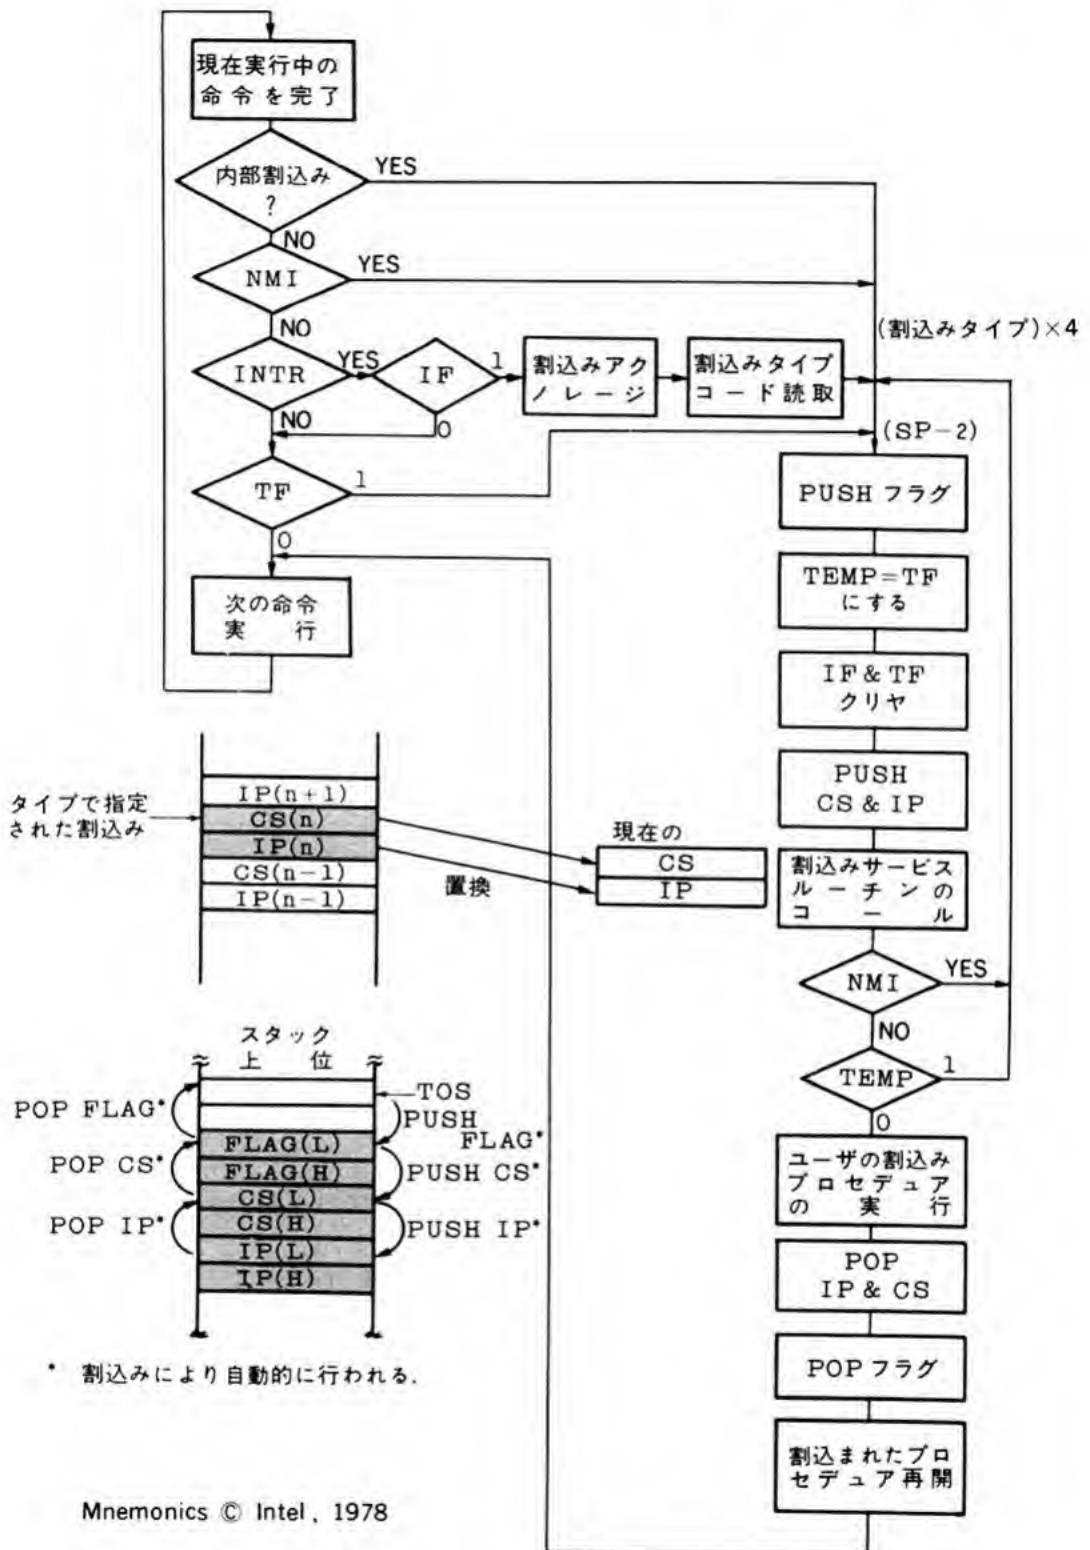 現在実行中の
命令を完了
内部割込み
?
YES
NO
NMI
YES
NO
(割込みタイプ)×4
INTR
YES
IF
1
割込みアク
ノレージ
割込みタイプ
コード読取
NO
0
(SP-2)
TF
1
PUSH フラグ
0
TEMP=TF
にする
次の命令
実行
IF & TF
クリヤ
PUSH
CS & IP
タイプで指定
された割込み
IP(n+1)
CS(n)
IP(n)
CS(n-1)
IP(n-1)
置換
現在の
CS
IP
割込みサービス
ルーチンの
コール
NMI
YES
NO
TEMP
1
0
スタック
上位
TOS
POP FLAG*
PUSH
FLAG*
FLAG(L)
POP CS*
FLAG(H)
PUSH CS*
CS(L)
POP IP*
CS(H)
PUSH IP*
IP(L)
IP(H)
ユーザの割込み
プロセデュア
の実行
POP
IP & CS
POP フラグ
割込まれたプロ
セデュア再開
* 割込みにより自動的に行われる.
Mnemonics © Intel, 1978